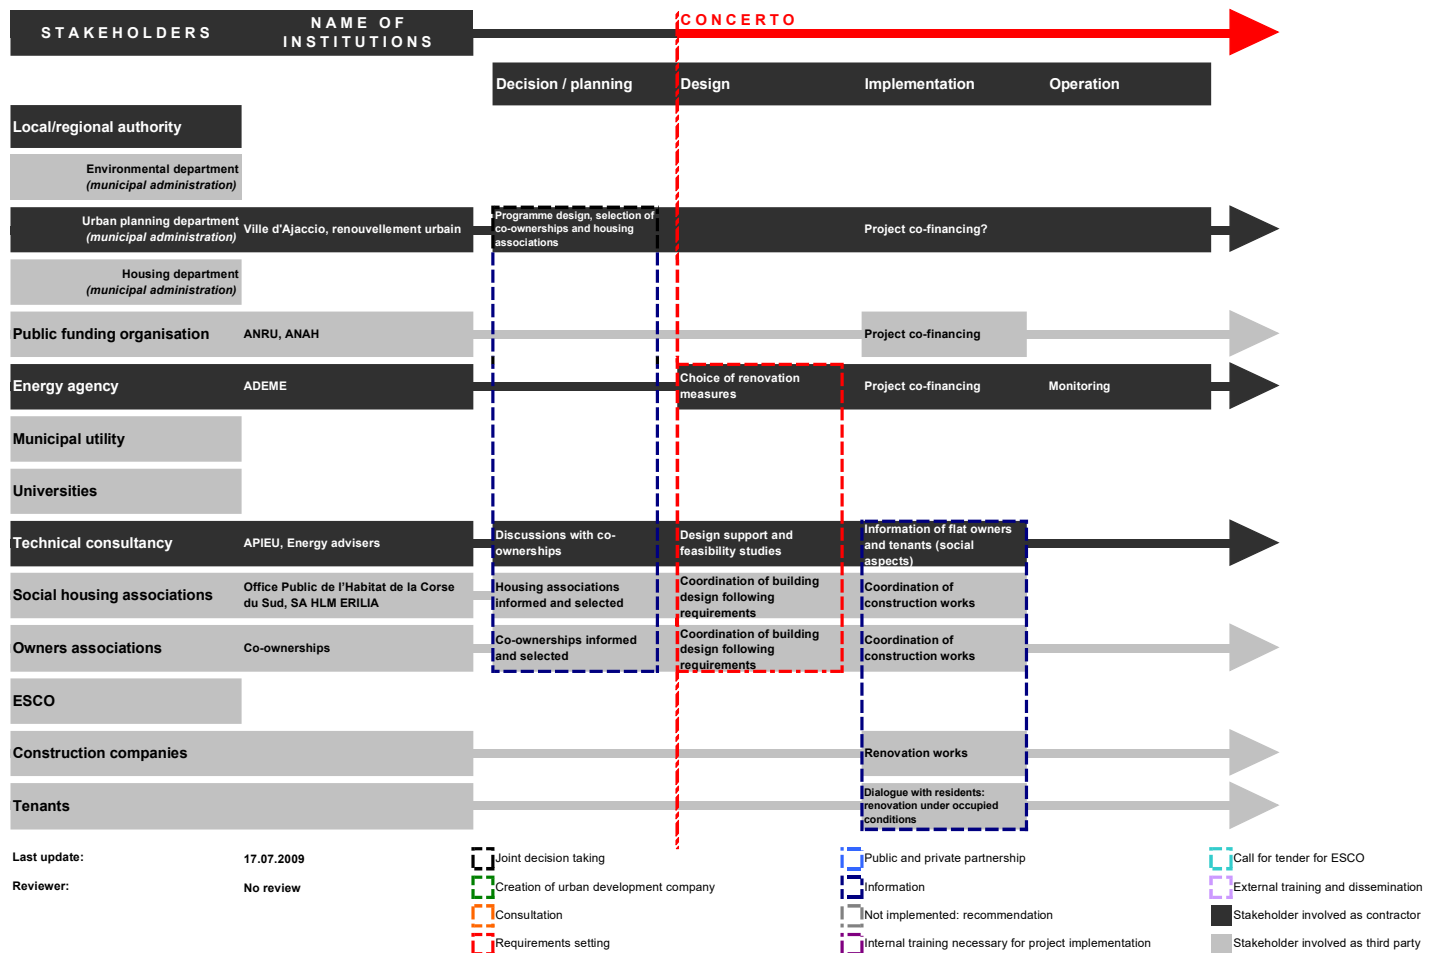 STAKEHOLDERS
NAME OF
INSTITUTIONS
CONCERTO
Decision / planning
Design
Implementation
Operation
Local/regional authority
Environmental department
(municipal administration)
Urban planning department
(municipal administration)
Ville d'Ajaccio, renouvellement urbain
Programme design, selection of
co-ownerships and housing
associations
Project co-financing?
Housing department
(municipal administration)
Public funding organisation
ANRU, ANAH
Project co-financing
Energy agency
ADEME
Choice of renovation
measures
Project co-financing
Monitoring
Municipal utility
Universities
Technical consultancy
APIEU, Energy advisers
Discussions with co-
ownerships
Design support and
feasibility studies
Information of flat owners
and tenants (social
aspects)
Social housing associations
Office Public de l'Habitat de la Corse
du Sud, SA HLM ERILIA
Housing associations
informed and selected
Coordination of building
design following
requirements
Coordination of
construction works
Owners associations
Co-ownerships
Co-ownerships informed
and selected
Coordination of building
design following
requirements
Coordination of
construction works
ESCO
Construction companies
Renovation works
Tenants
Dialogue with residents:
renovation under occupied
conditions
Last update:
17.07.2009
Reviewer:
No review
Joint decision taking
Creation of urban development company
Consultation
Requirements setting
Public and private partnership
Information
Not implemented: recommendation
Internal training necessary for project implementation
Call for tender for ESCO
External training and dissemination
Stakeholder involved as contractor
Stakeholder involved as third party